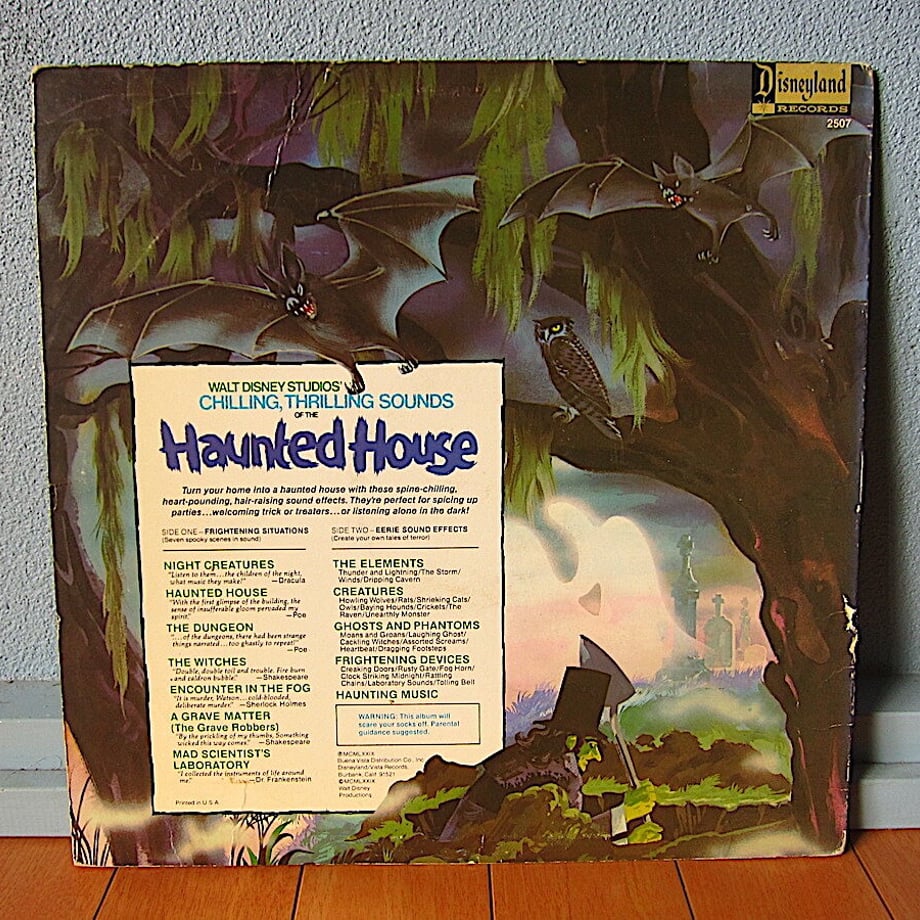 Disneyland
RECORDS
2507
WALT DISNEY STUDIOS'
CHILLING, THRILLING SOUNDS
OF THE
Haunted House
Turn your home into a haunted house with these spine-chilling,
heart-pounding, hair-raising sound effects. They're perfect for spicing up
parties...welcoming trick or treaters...or listening alone in the dark!
SIDE ONE—FRIGHTENING SITUATIONS
(Seven spooky scenes in sound)
NIGHT CREATURES
"Listen to them...the children of the night,
what music they make!" —Dracula
HAUNTED HOUSE
"With the first glimpse of the building, the
sense of insufferable gloom pervaded my
spirit." —Poe
THE DUNGEON
"...of the dungeons, there had been strange
things narrated...too ghastly to repeat!"
—Poe
THE WITCHES
"Double, double toil and trouble. Fire burn
and caldron bubble." —Shakespeare
ENCOUNTER IN THE FOG
"It is murder, Watson...cold-blooded,
deliberate murder." —Sherlock Holmes
A GRAVE MATTER
(The Grave Robbers)
"By the prickling of my thumbs, Something
wicked this way comes." —Shakespeare
MAD SCIENTIST'S
LABORATORY
"I collected the instruments of life around
me." —Dr. Frankenstein
Printed in U.S.A.
SIDE TWO—EERIE SOUND EFFECTS
(Create your own tales of terror)
THE ELEMENTS
Thunder and Lightning/The Storm/
Winds/Dripping Cavern
CREATURES
Howling Wolves/Rats/Shrieking Cats/
Owls/Baying Hounds/Crickets/The
Raven/Unearthly Monster
GHOSTS AND PHANTOMS
Moans and Groans/Laughing Ghost/
Cackling Witches/Assorted Screams/
Heartbeat/Dragging Footsteps
FRIGHTENING DEVICES
Creaking Doors/Rusty Gate/Fog Horn/
Clock Striking Midnight/Rattling
Chains/Laboratory Sounds/Tolling Bell
HAUNTING MUSIC
WARNING: This album will
scare your socks off. Parental
guidance suggested.
℗MCMLXXIX
Buena Vista Distribution Co., Inc.
Disneyland/Vista Records,
Burbank, Calif. 91521
©MCMLXXIX
Walt Disney
Productions